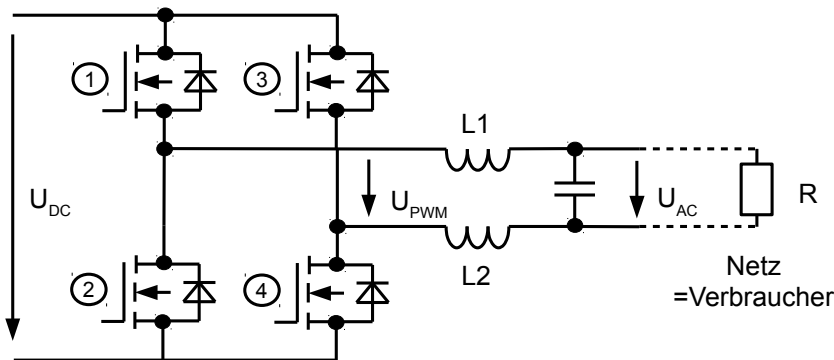 1
3
L1
U_DC
U_PWM
U_AC
R
2
4
L2
Netz
=Verbraucher